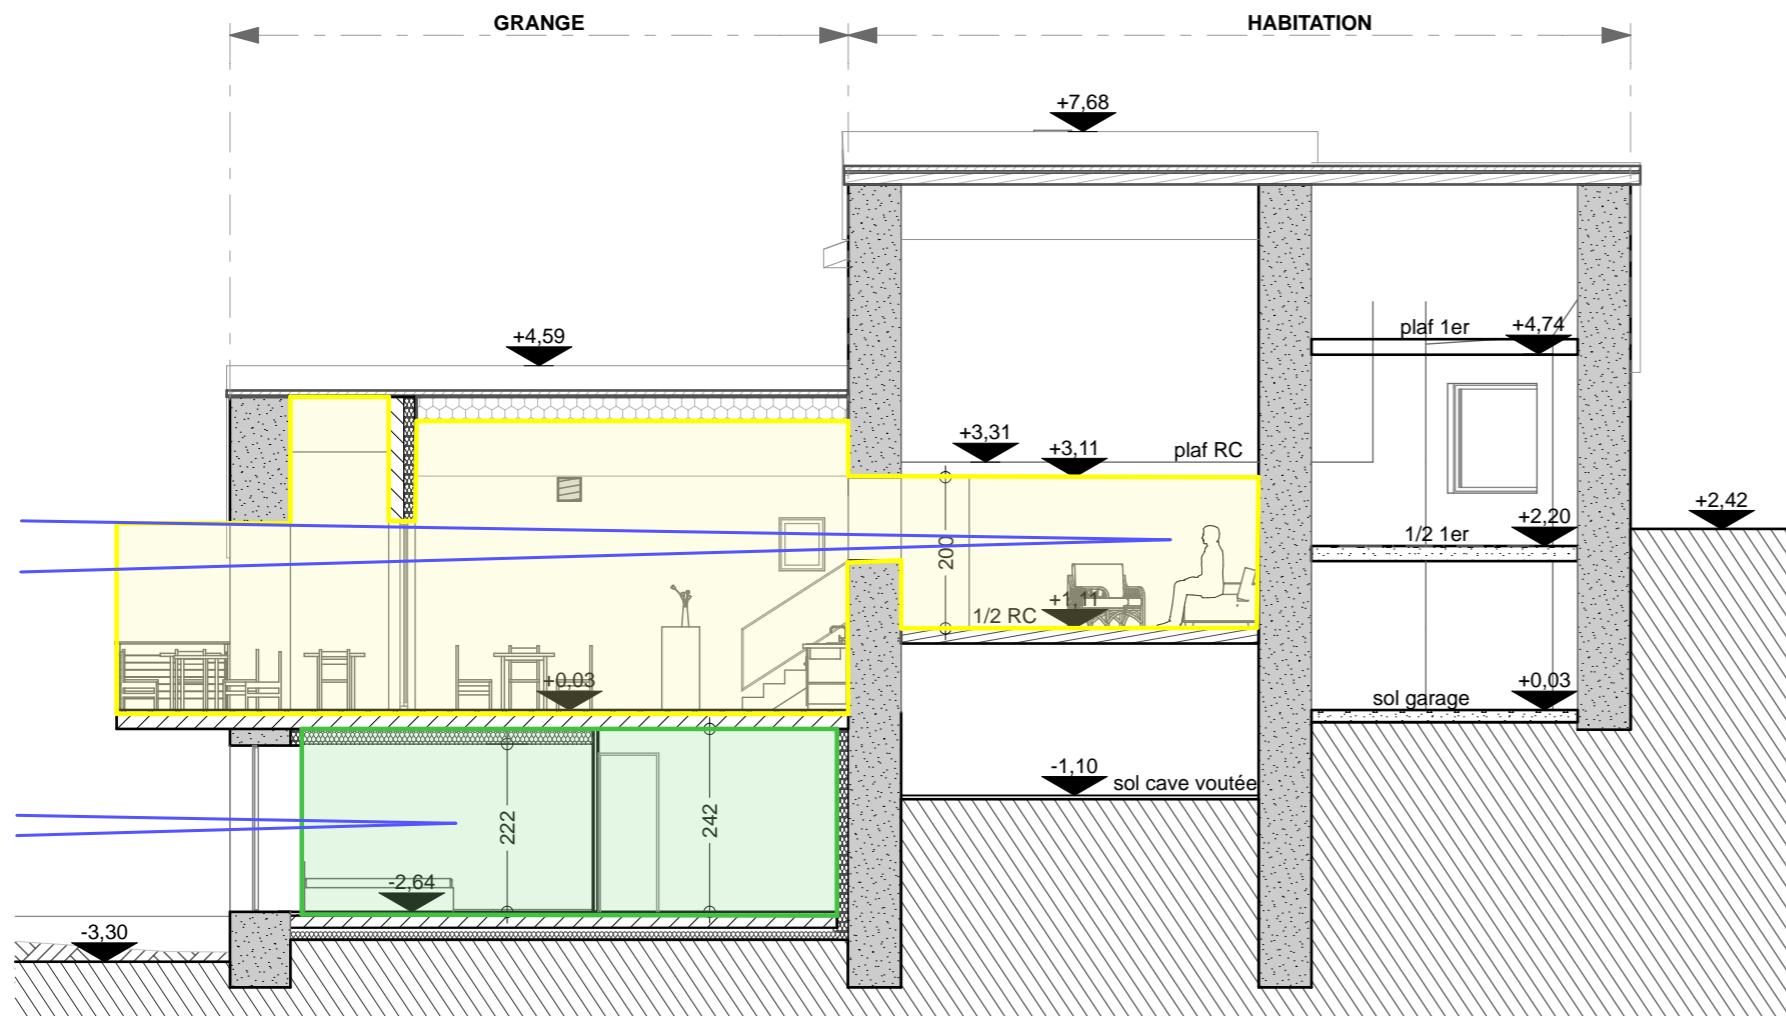 GRANGE
HABITATION
+7,68
+4,59
plaf 1er
+4,74
+3,31
+3,11
plaf RC
+2,42
+2,20
1/2 1er
200
+1,11
1/2 RC
+0,03
sol garage
+0,03
-1,10
sol cave voutée
222
242
-2,64
-3,30